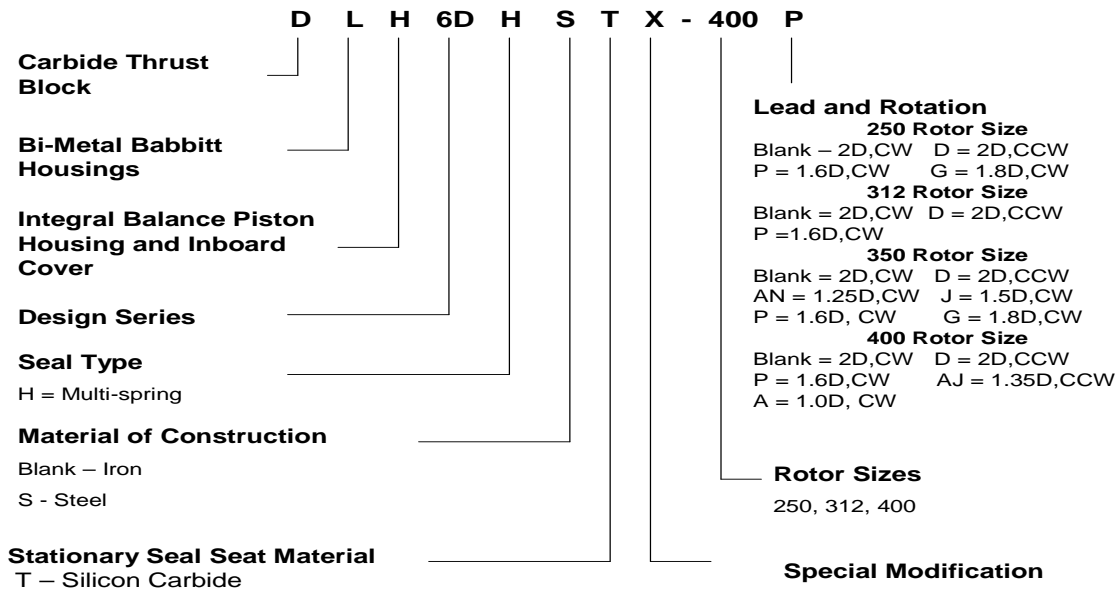 D L H 6D H S T X - 400 P
Carbide Thrust
Block
Bi-Metal Babbitt
Housings
Integral Balance Piston
Housing and Inboard
Cover
Design Series
Seal Type
H = Multi-spring
Material of Construction
Blank – Iron
S - Steel
Stationary Seal Seat Material
T – Silicon Carbide
Lead and Rotation
250 Rotor Size
Blank – 2D,CW D = 2D,CCW
P = 1.6D,CW G = 1.8D,CW
312 Rotor Size
Blank = 2D,CW D = 2D,CCW
P =1.6D,CW
350 Rotor Size
Blank = 2D,CW D = 2D,CCW
AN = 1.25D,CW J = 1.5D,CW
P = 1.6D, CW G = 1.8D,CW
400 Rotor Size
Blank = 2D,CW D = 2D,CCW
P = 1.6D,CW AJ = 1.35D,CCW
A = 1.0D, CW
Rotor Sizes
250, 312, 400
Special Modification